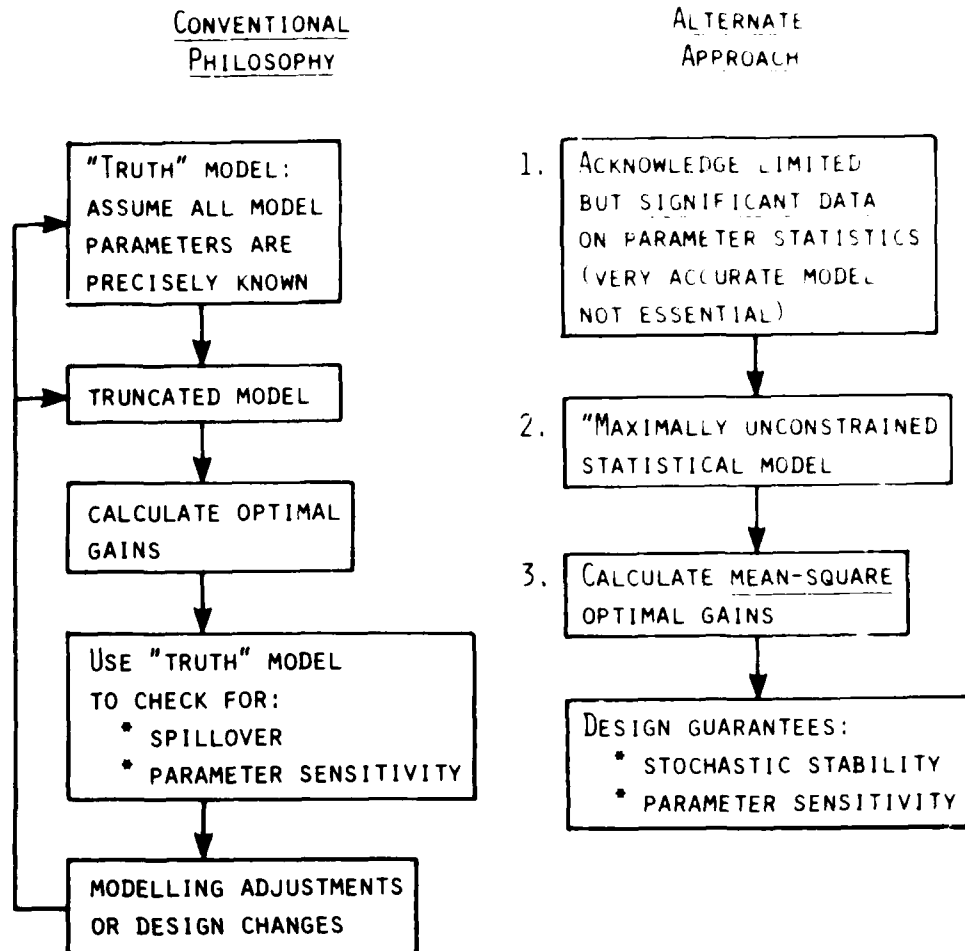 CONVENTIONAL
PHILOSOPHY
"TRUTH" MODEL:
ASSUME ALL MODEL
PARAMETERS ARE
PRECISELY KNOWN
TRUNCATED MODEL
CALCULATE OPTIMAL
GAINS
USE "TRUTH" MODEL
TO CHECK FOR:
* SPILLOVER
* PARAMETER SENSITIVITY
MODELLING ADJUSTMENTS
OR DESIGN CHANGES
ALTERNATE
APPROACH
1. ACKNOWLEDGE LIMITED
BUT SIGNIFICANT DATA
ON PARAMETER STATISTICS
(VERY ACCURATE MODEL
NOT ESSENTIAL)
2. "MAXIMALLY UNCONSTRAINED
STATISTICAL MODEL
3. CALCULATE MEAN-SQUARE
OPTIMAL GAINS
DESIGN GUARANTEES:
* STOCHASTIC STABILITY
* PARAMETER SENSITIVITY